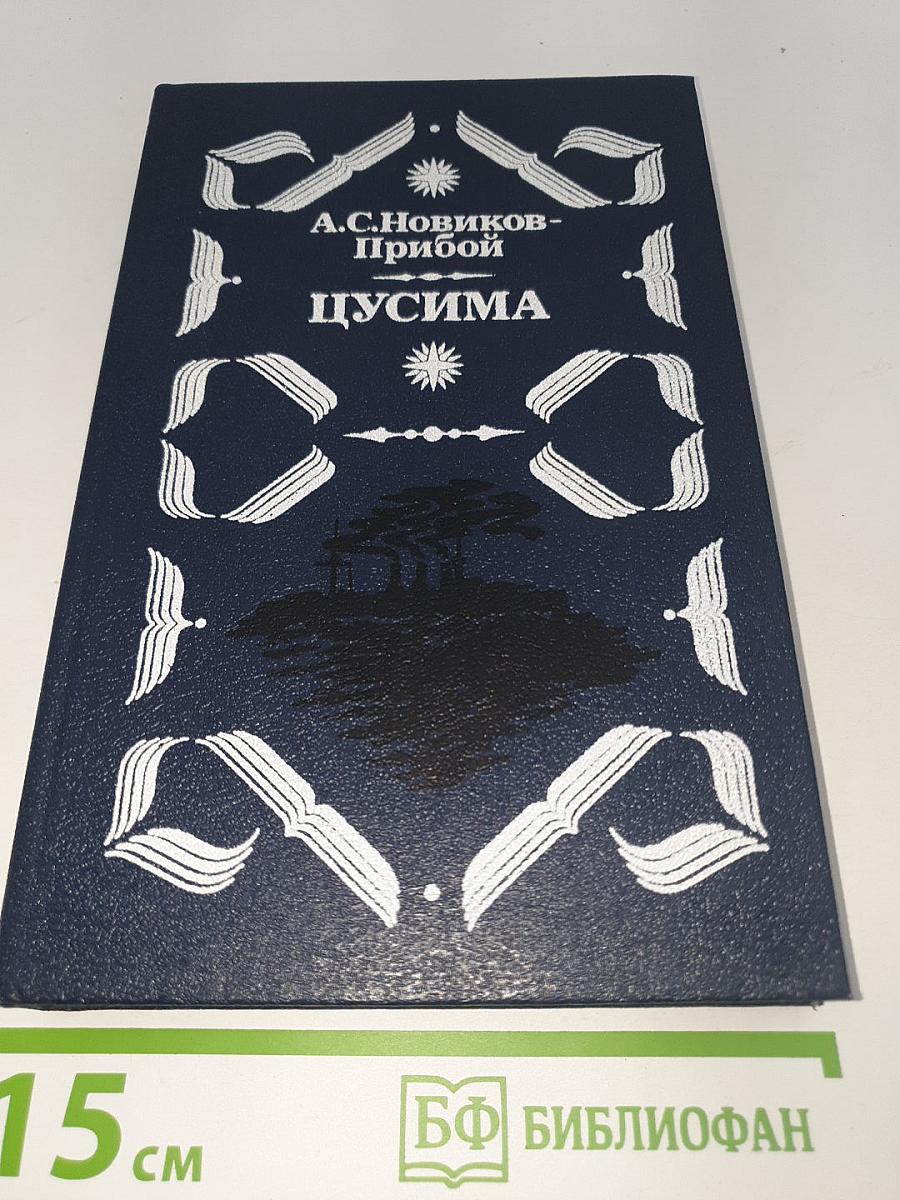 А.С.Новиков-
Прибой
ЦУСИМА
15 см
БФ БИБЛИОФАН